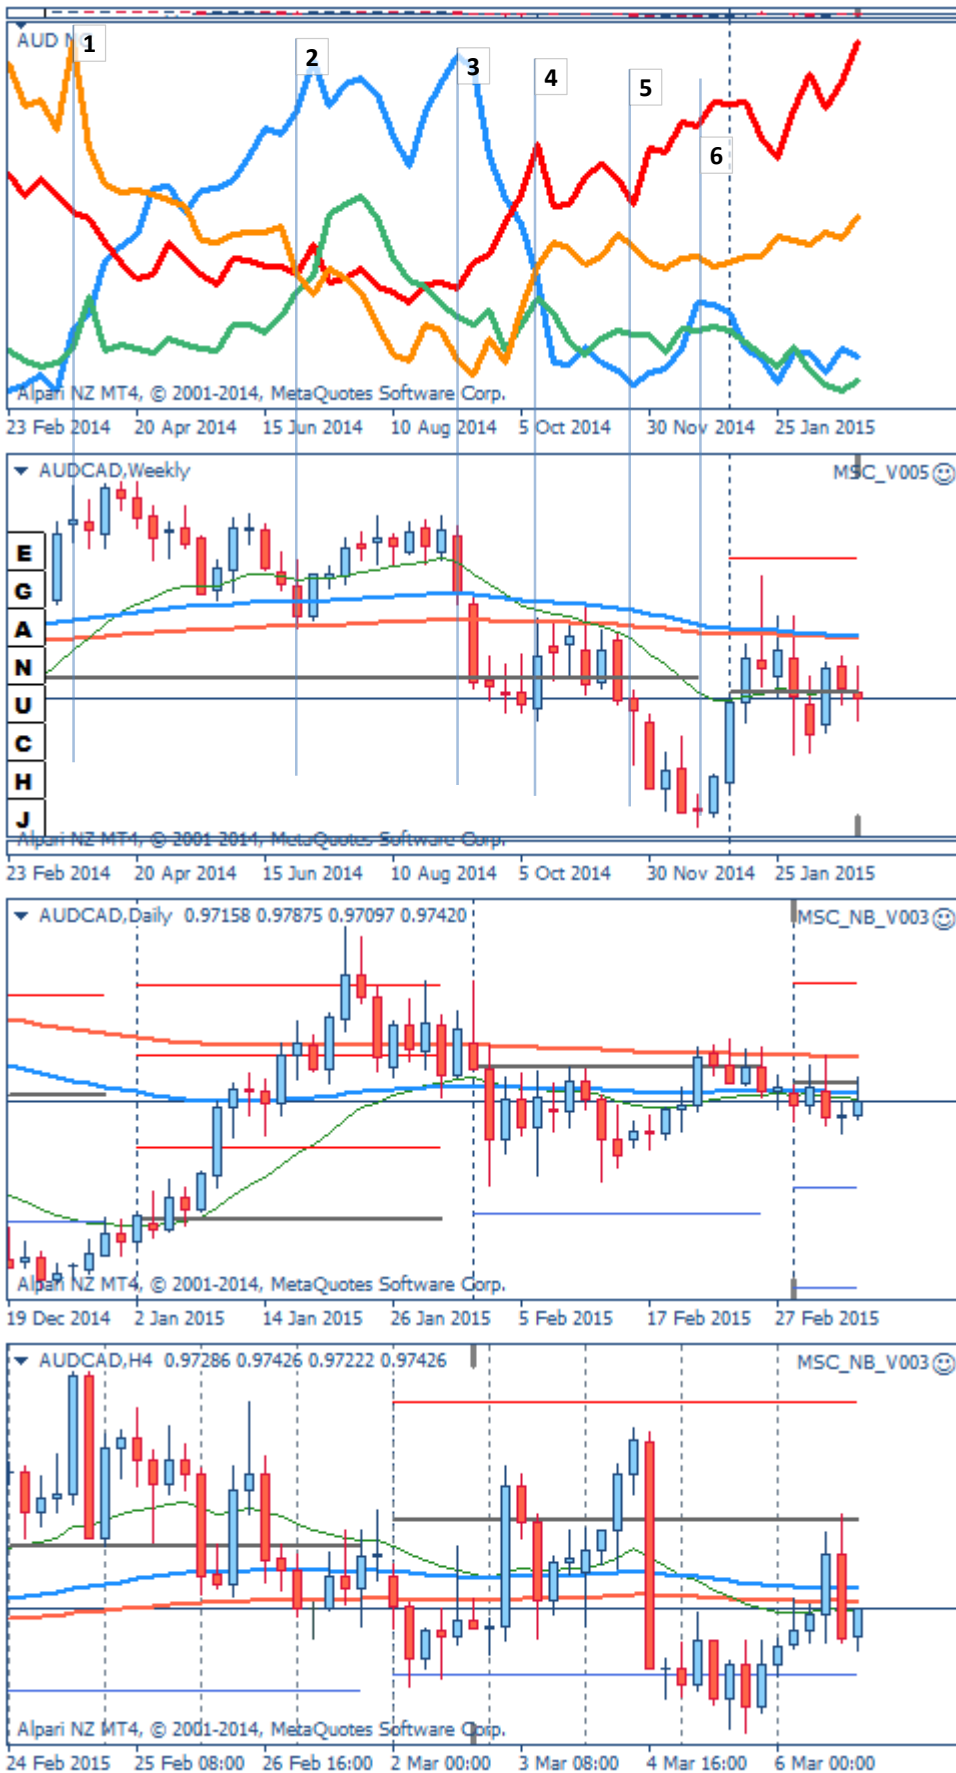 AUD N
1
2
3
4
5
6
Alpari NZ MT4, © 2001-2014, MetaQuotes Software Corp.
23 Feb 2014 20 Apr 2014 15 Jun 2014 10 Aug 2014 5 Oct 2014 30 Nov 2014 25 Jan 2015
AUDCAD,Weekly MSC_V005
E
G
A
N
U
C
H
J
Alpari NZ MT4, © 2001-2014, MetaQuotes Software Corp.
23 Feb 2014 20 Apr 2014 15 Jun 2014 10 Aug 2014 5 Oct 2014 30 Nov 2014 25 Jan 2015
AUDCAD,Daily 0.97158 0.97875 0.97097 0.97420 MSC_NB_V003
Alpari NZ MT4, © 2001-2014, MetaQuotes Software Corp.
19 Dec 2014 2 Jan 2015 14 Jan 2015 26 Jan 2015 5 Feb 2015 17 Feb 2015 27 Feb 2015
AUDCAD,H4 0.97286 0.97426 0.97222 0.97426 MSC_NB_V003
Alpari NZ MT4, © 2001-2014, MetaQuotes Software Corp.
24 Feb 2015 25 Feb 08:00 26 Feb 16:00 2 Mar 00:00 3 Mar 08:00 4 Mar 16:00 6 Mar 00:00